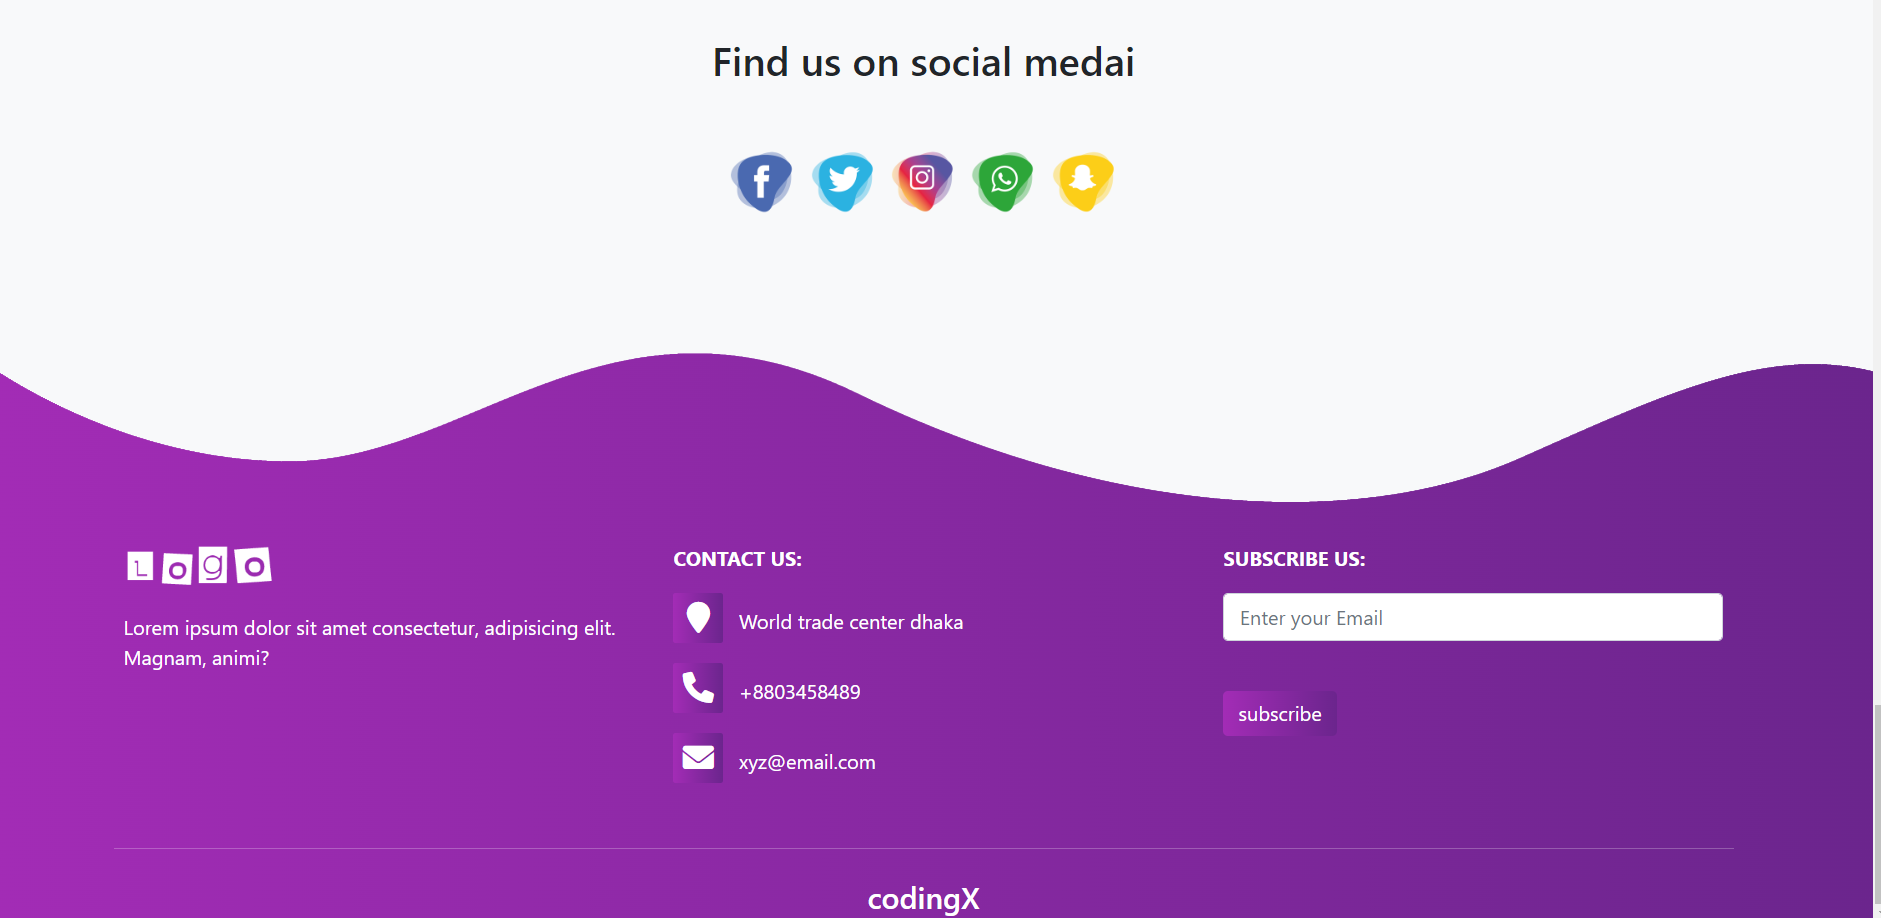 Find us on social medai
Logo
Lorem ipsum dolor sit amet consectetur, adipisicing elit.
Magnam, animi?
CONTACT US:
World trade center dhaka
+8803458489
xyz@email.com
SUBSCRIBE US:
Enter your Email
subscribe
codingX